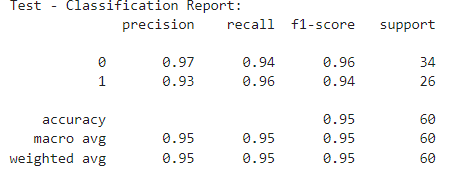 Test - Classification Report:
precision recall f1-score support
0 0.97 0.94 0.96 34
1 0.93 0.96 0.94 26
accuracy 0.95 60
macro avg 0.95 0.95 0.95 60
weighted avg 0.95 0.95 0.95 60